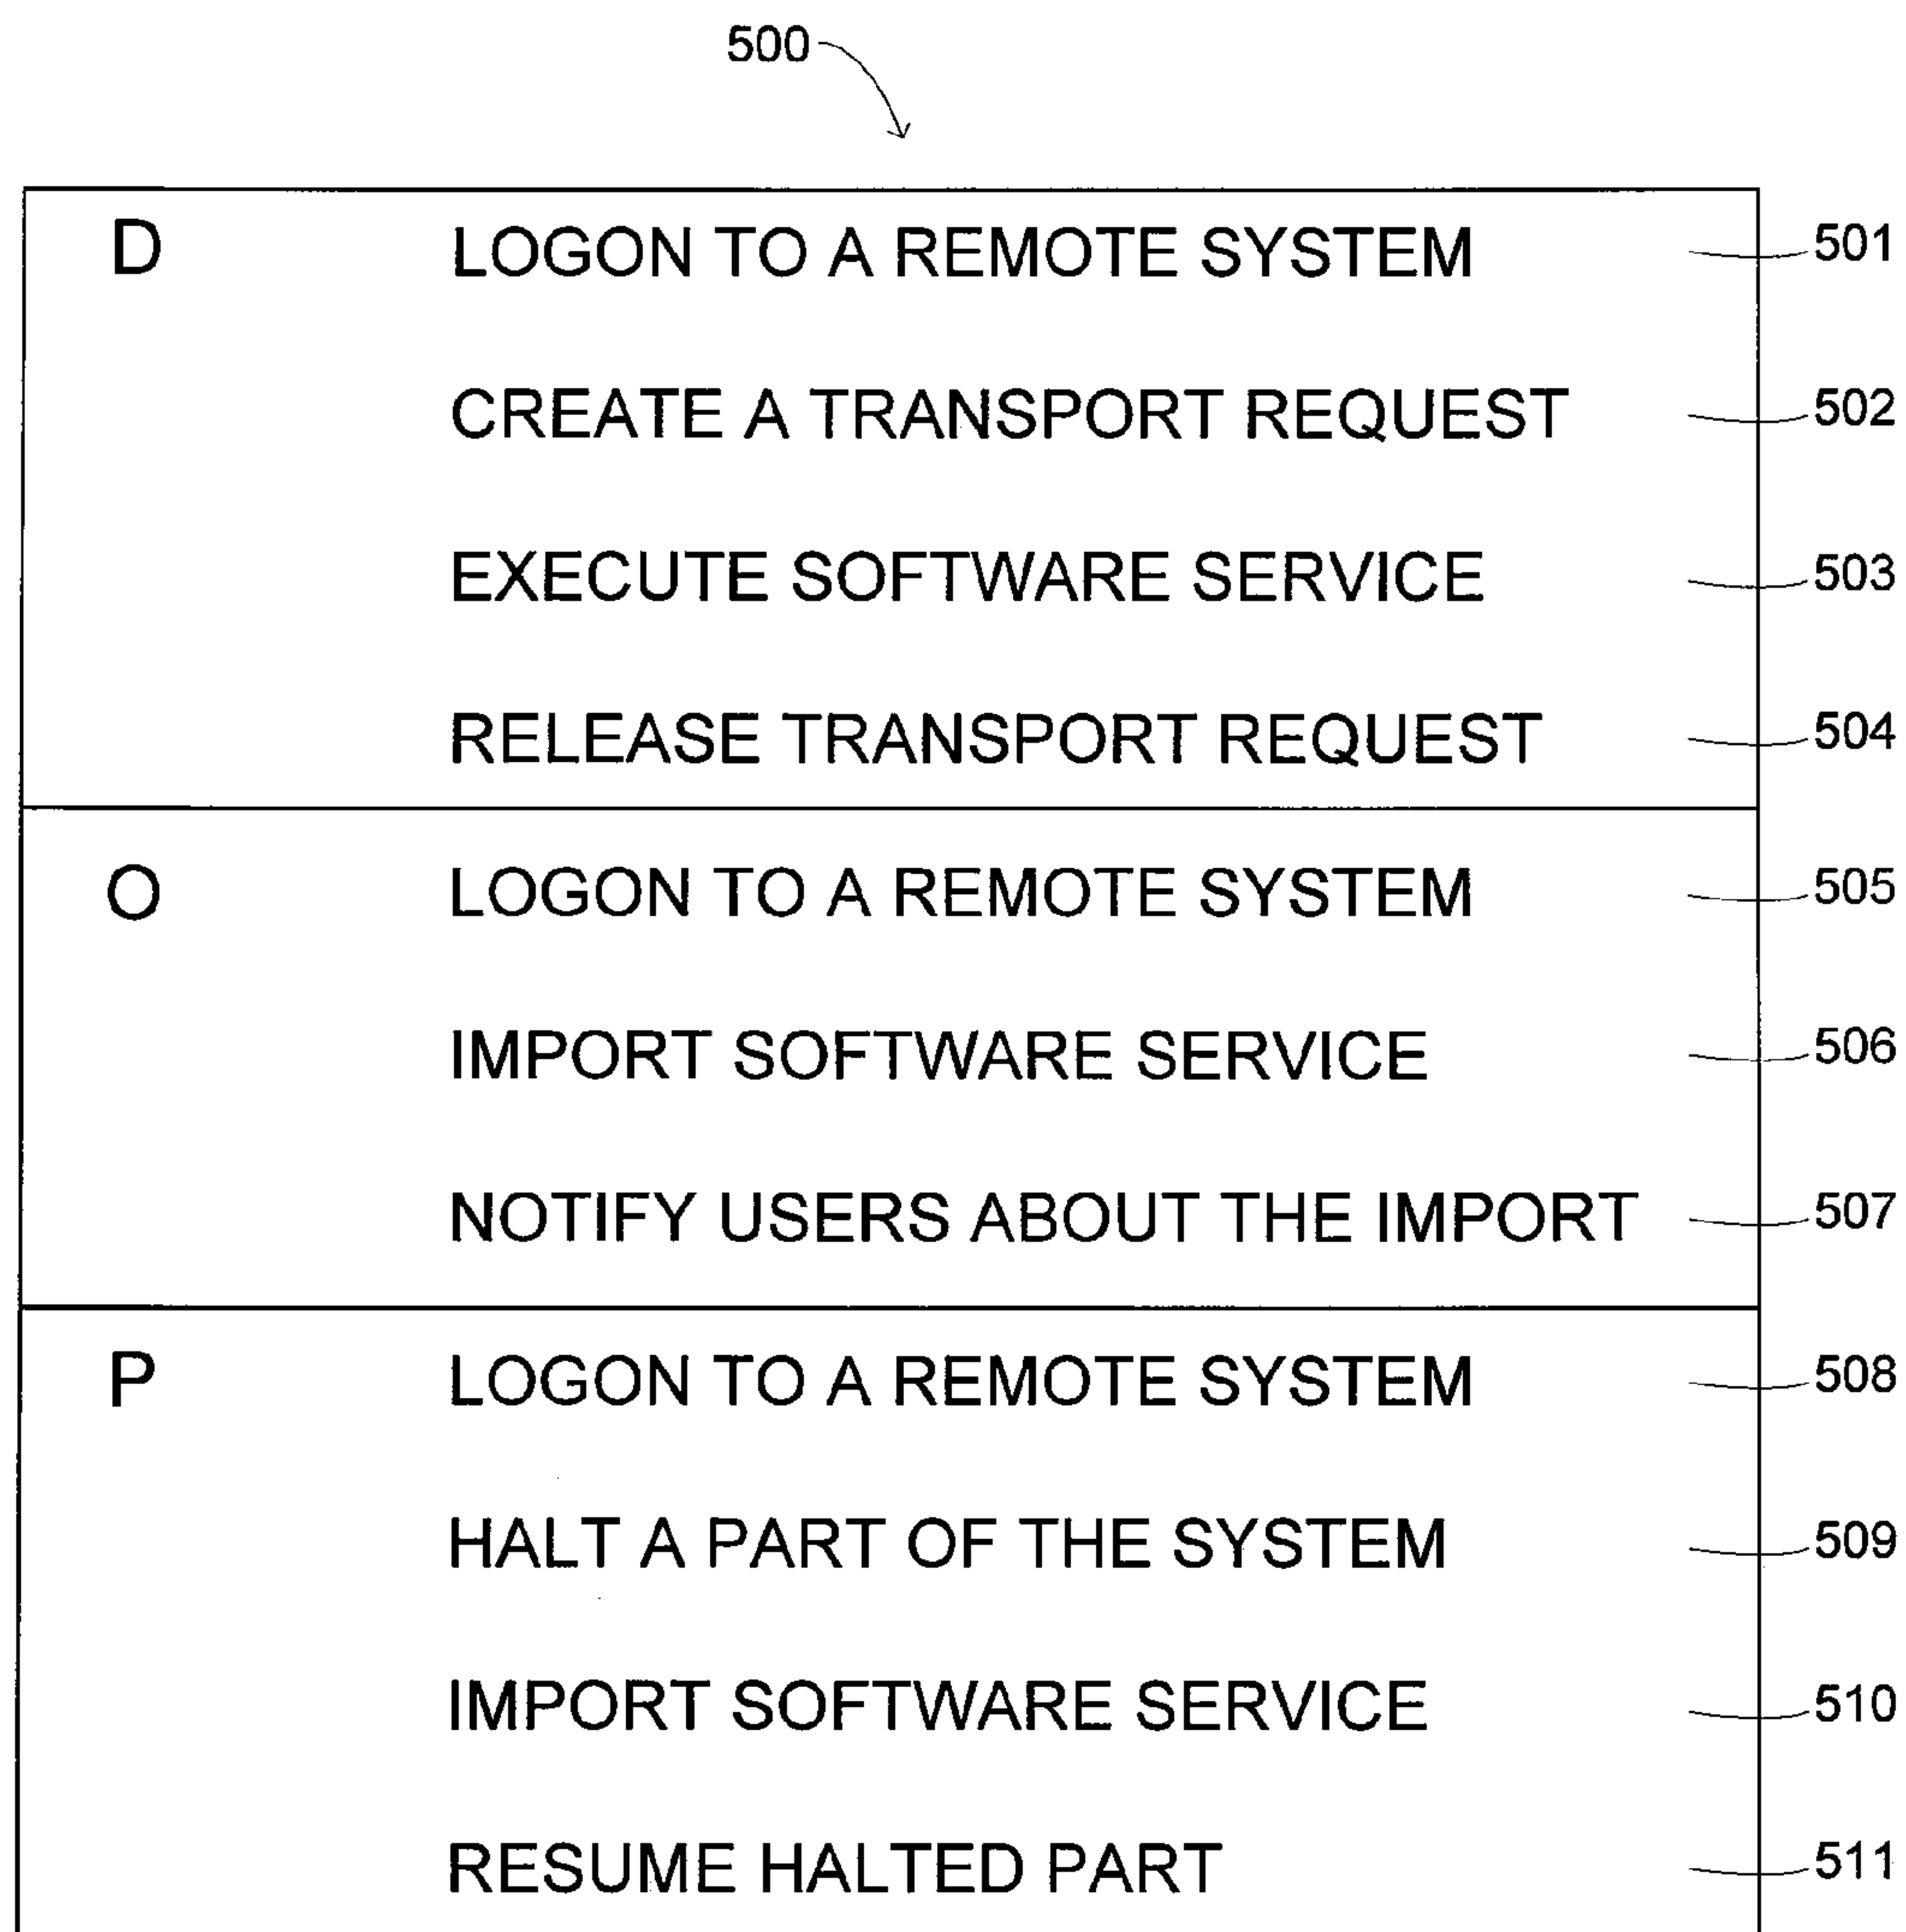 500
D LOGON TO A REMOTE SYSTEM 501
CREATE A TRANSPORT REQUEST 502
EXECUTE SOFTWARE SERVICE 503
RELEASE TRANSPORT REQUEST 504
O LOGON TO A REMOTE SYSTEM 505
IMPORT SOFTWARE SERVICE 506
NOTIFY USERS ABOUT THE IMPORT 507
P LOGON TO A REMOTE SYSTEM 508
HALT A PART OF THE SYSTEM 509
IMPORT SOFTWARE SERVICE 510
RESUME HALTED PART 511